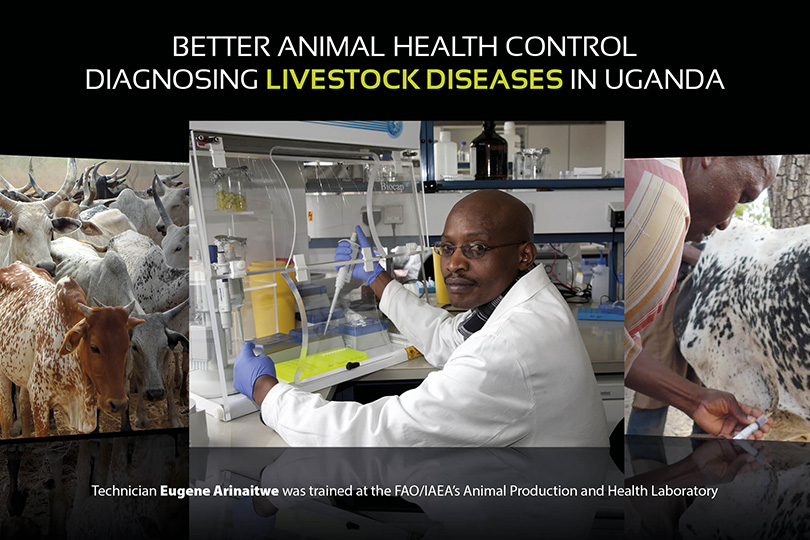 BETTER ANIMAL HEALTH CONTROL
DIAGNOSING LIVESTOCK DISEASES IN UGANDA
Biocap
Technician Eugene Arinaitwe was trained at the FAO/IAEA's Animal Production and Health Laboratory